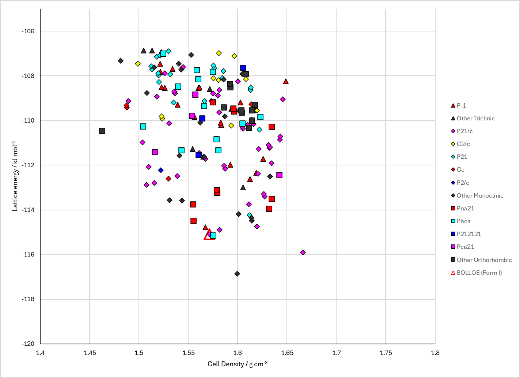 -106
-108
-110
-112
-114
-116
-118
-120
Lattice energy / kJ mol⁻¹
1.4
1.45
1.5
1.55
1.6
1.65
1.7
1.75
1.8
Cell Density / g cm⁻³
P-1
Other Triclinic
P21/c
C2/c
P21
Cc
P2/c
Other Monoclinic
Pna21
Pbca
P212121
Pca21
Other Orthorhombic
BOLLOE (Form I)